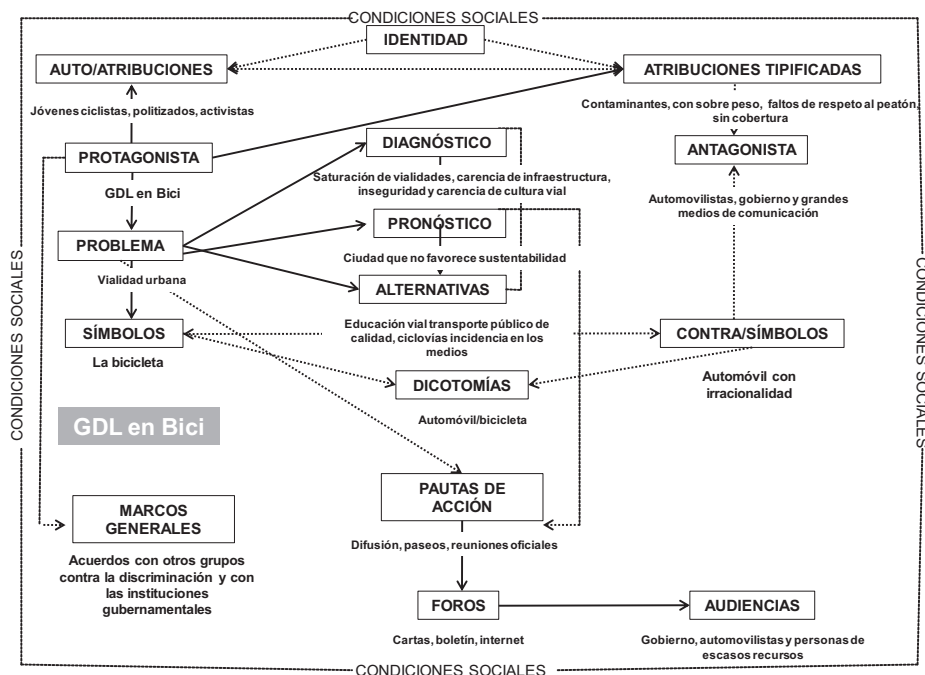 CONDICIONES SOCIALES
IDENTIDAD
AUTO/ATRIBUCIONES
ATRIBUCIONES TIPIFICADAS
Jóvenes ciclistas, politizados, activistas
Contaminantes, con sobre peso, faltos de respeto al peatón,
sin cobertura
PROTAGONISTA
DIAGNÓSTICO
ANTAGONISTA
GDL en Bici
Saturación de vialidades, carencia de infraestructura,
inseguridad y carencia de cultura vial
Automovilistas, gobierno y grandes
medios de comunicación
PRONÓSTICO
PROBLEMA
Ciudad que no favorece sustentabilidad
Vialidad urbana
ALTERNATIVAS
CONDICIONES SOCIALES
CONDICIONES SOCIALES
SÍMBOLOS
Educación vial transporte público de
calidad, ciclovías incidencia en los
medios
CONTRA/SÍMBOLOS
La bicicleta
DICOTOMÍAS
Automóvil con
irracionalidad
Automóvil/bicicleta
GDL en Bici
PAUTAS DE
ACCIÓN
MARCOS
GENERALES
Difusión, paseos, reuniones oficiales
Acuerdos con otros grupos
contra la discriminación y con
las instituciones
gubernamentales
FOROS
AUDIENCIAS
Cartas, boletín, internet
Gobierno, automovilistas y personas de
escasos recursos
CONDICIONES SOCIALES